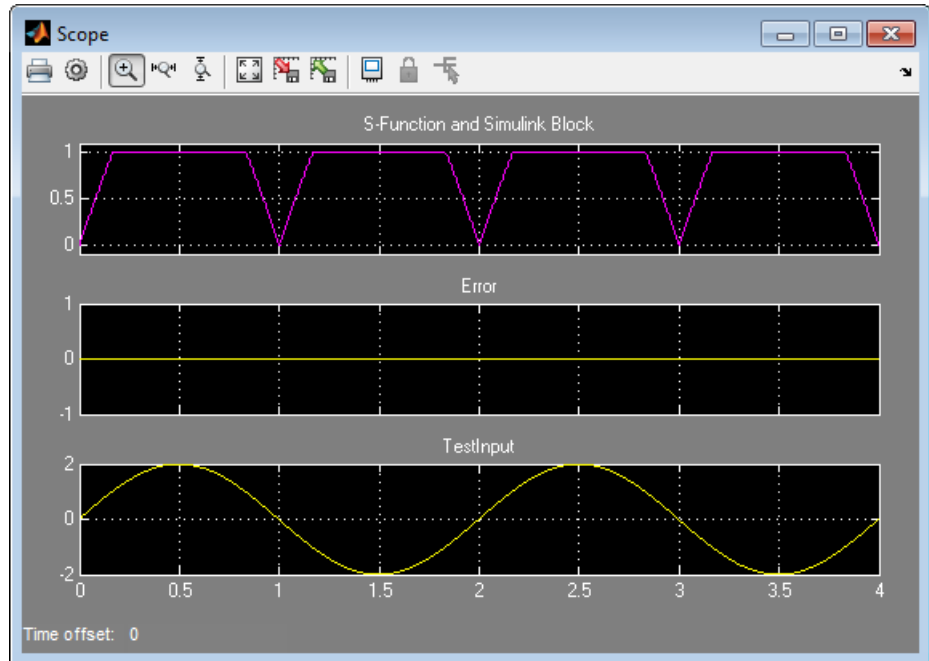 Scope
S-Function and Simulink Block
1
0.5
0
Error
1
0
-1
TestInput
2
0
-2
0 0.5 1 1.5 2 2.5 3 3.5 4
Time offset: 0